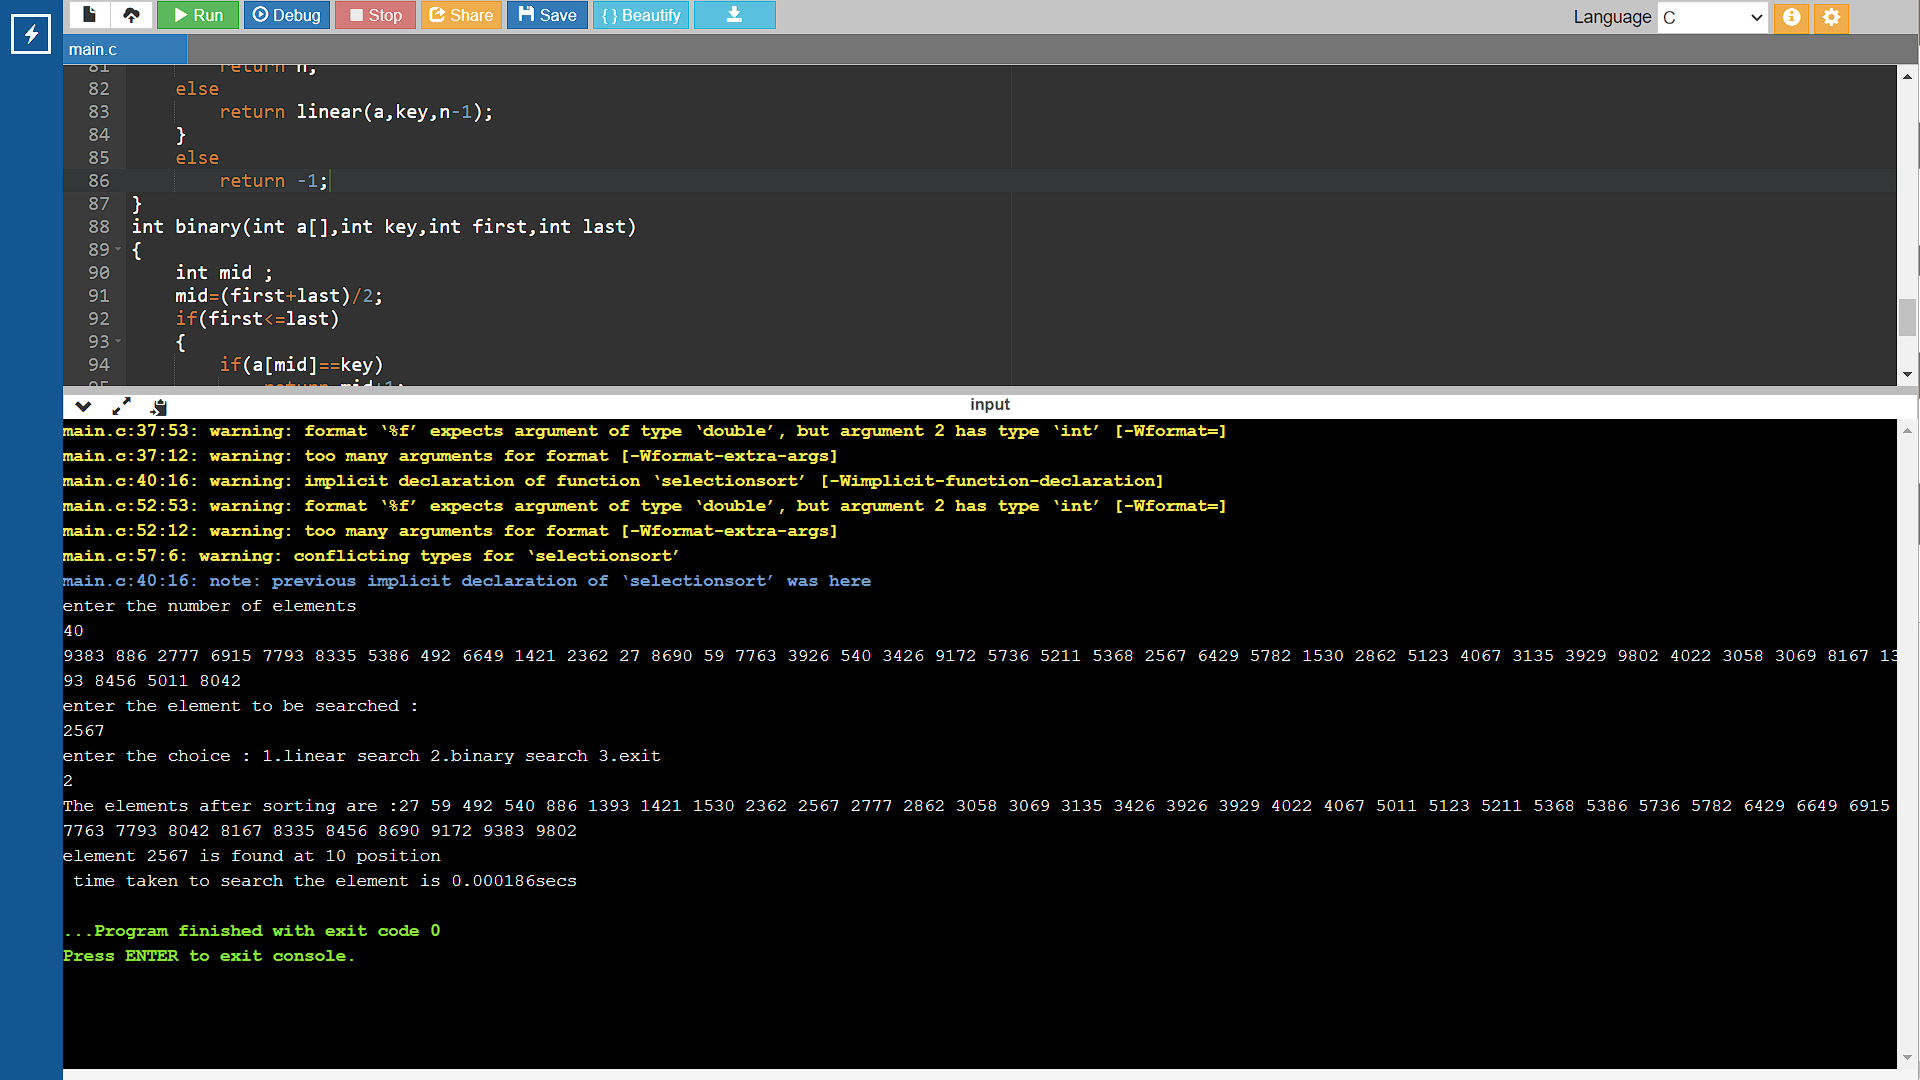 Run Debug Stop Share Save { } Beautify Language C
main.c
81 return n;
82 else
83 return linear(a,key,n-1);
84 }
85 else
86 return -1;
87 }
88 int binary(int a[],int key,int first,int last)
89 {
90 int mid ;
91 mid=(first+last)/2;
92 if(first<=last)
93 {
94 if(a[mid]==key)
95 return mid+1;
input
main.c:37:53: warning: format ‘%f’ expects argument of type ‘double’, but argument 2 has type ‘int’ [-Wformat=]
main.c:37:12: warning: too many arguments for format [-Wformat-extra-args]
main.c:40:16: warning: implicit declaration of function ‘selectionsort’ [-Wimplicit-function-declaration]
main.c:52:53: warning: format ‘%f’ expects argument of type ‘double’, but argument 2 has type ‘int’ [-Wformat=]
main.c:52:12: warning: too many arguments for format [-Wformat-extra-args]
main.c:57:6: warning: conflicting types for ‘selectionsort’
main.c:40:16: note: previous implicit declaration of ‘selectionsort’ was here
enter the number of elements
40
9383 886 2777 6915 7793 8335 5386 492 6649 1421 2362 27 8690 59 7763 3926 540 3426 9172 5736 5211 5368 2567 6429 5782 1530 2862 5123 4067 3135 3929 9802 4022 3058 3069 8167 13
93 8456 5011 8042
enter the element to be searched :
2567
enter the choice : 1.linear search 2.binary search 3.exit
2
The elements after sorting are :27 59 492 540 886 1393 1421 1530 2362 2567 2777 2862 3058 3069 3135 3426 3926 3929 4022 4067 5011 5123 5211 5368 5386 5736 5782 6429 6649 6915
7763 7793 8042 8167 8335 8456 8690 9172 9383 9802
element 2567 is found at 10 position
time taken to search the element is 0.000186secs
...Program finished with exit code 0
Press ENTER to exit console.